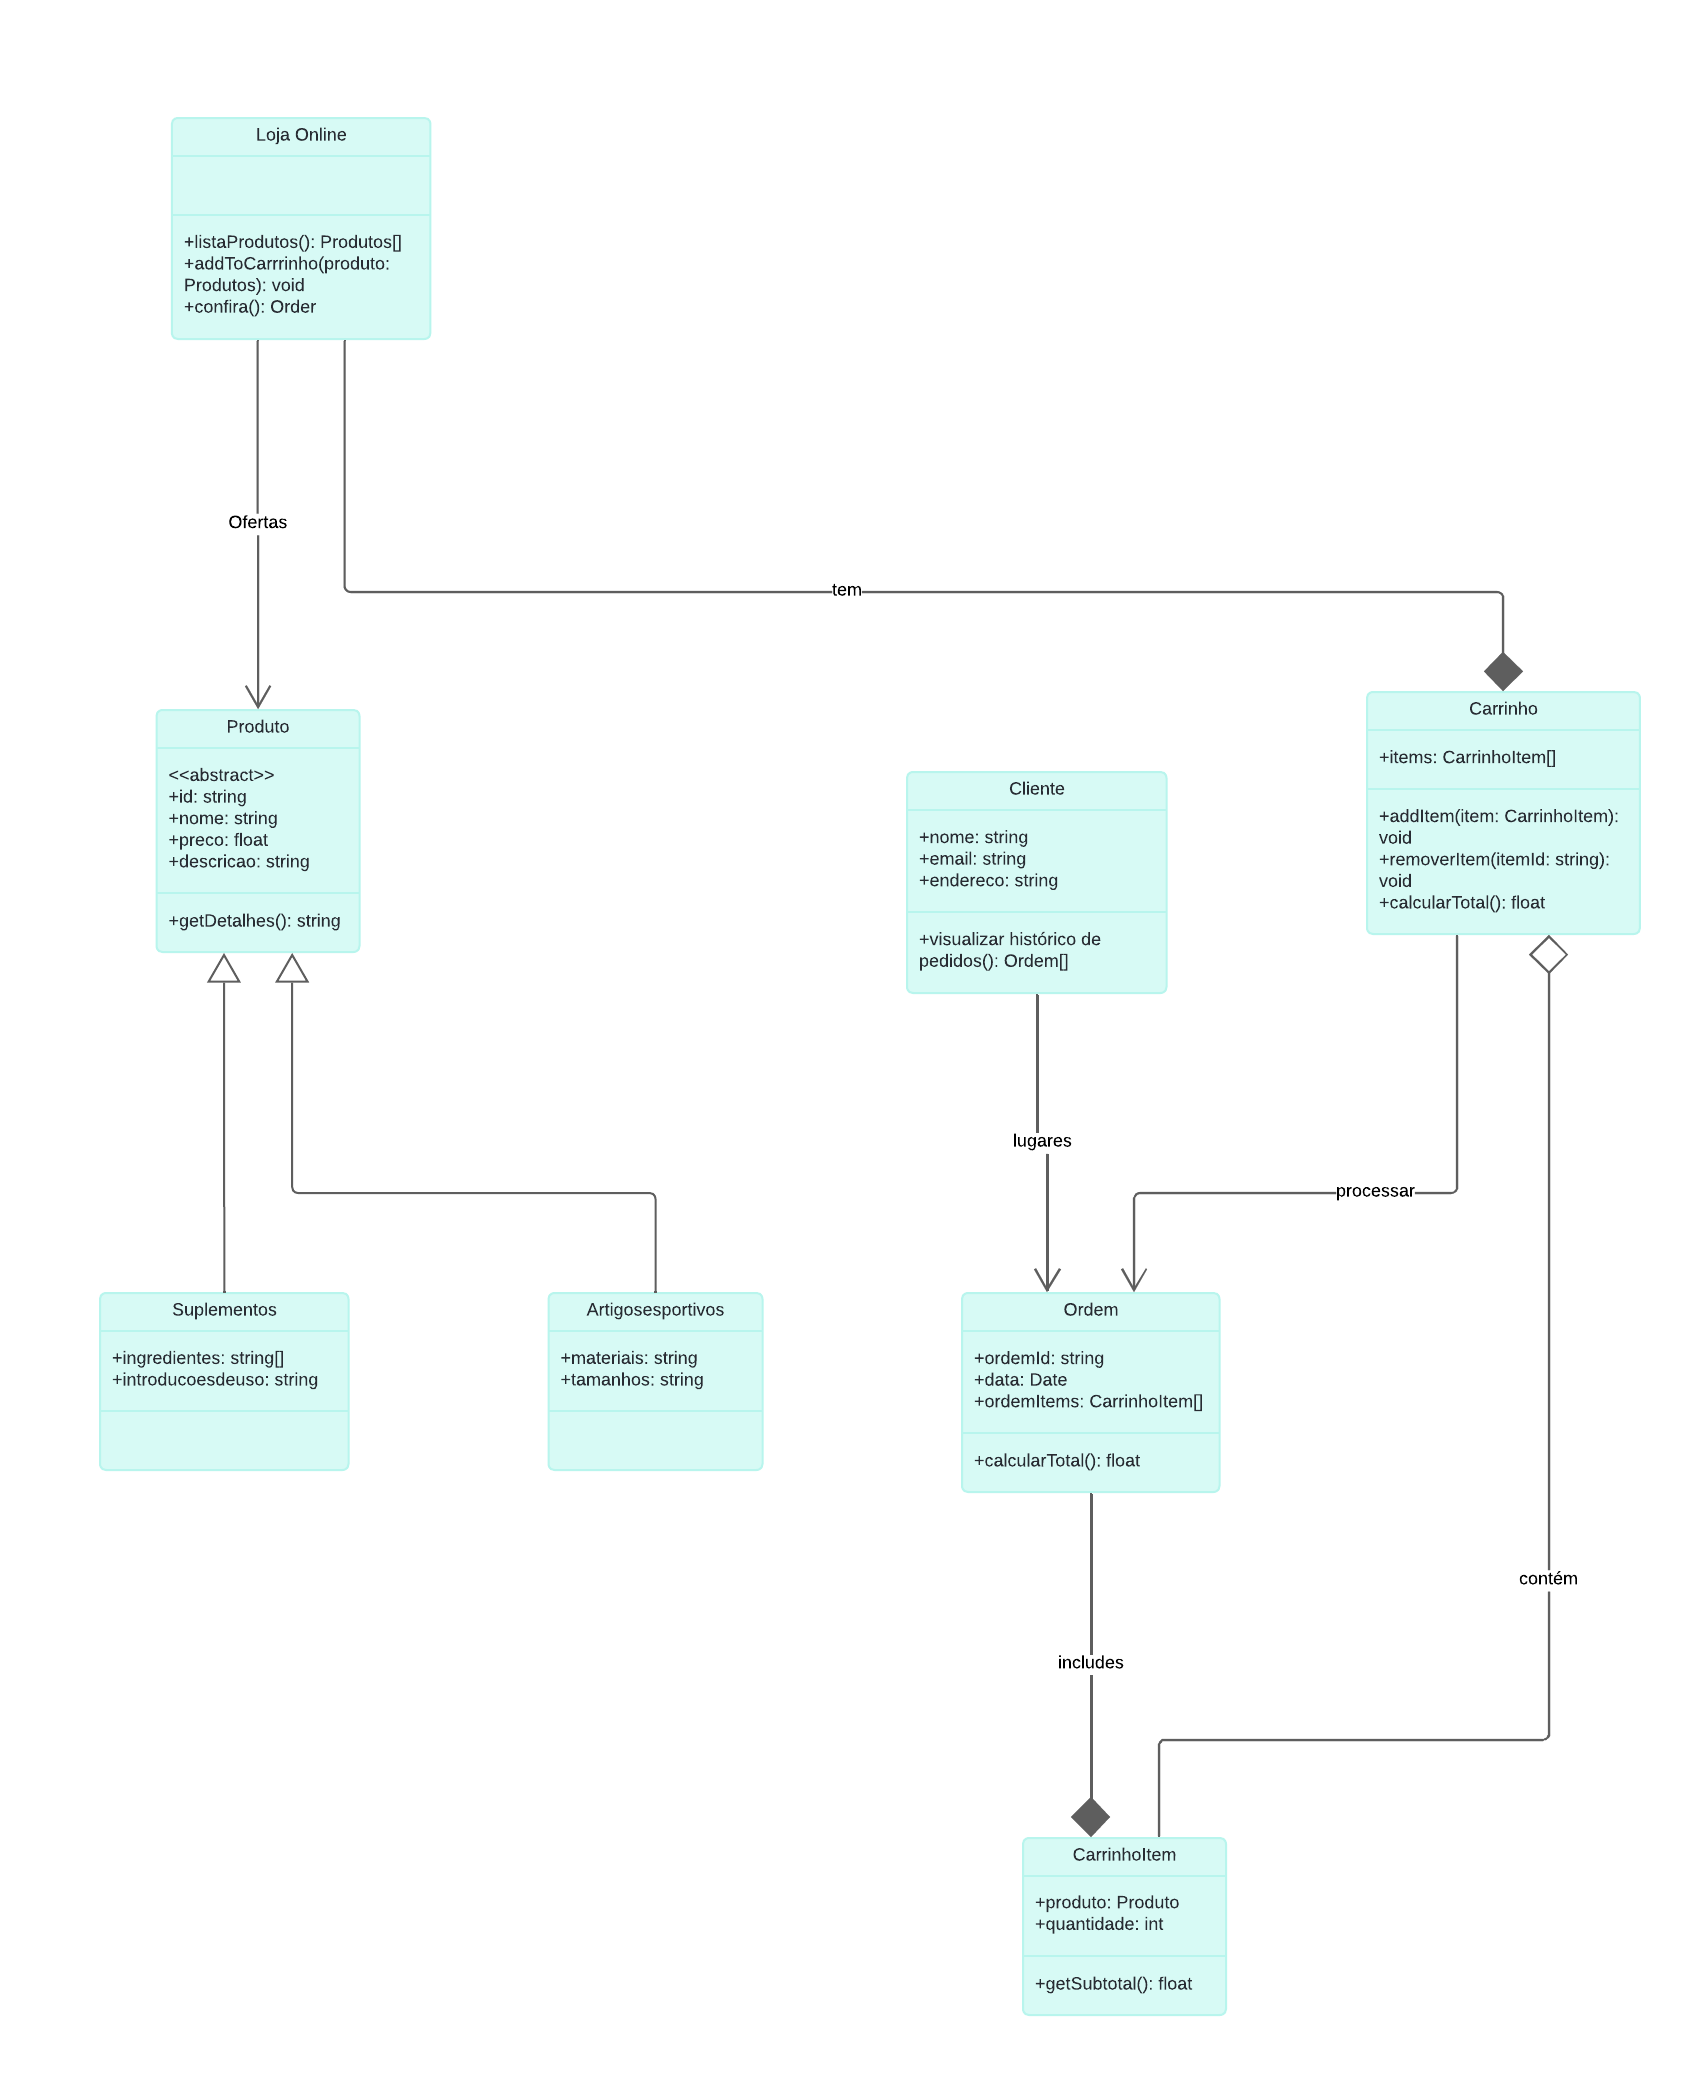 Loja Online
+listaProdutos(): Produtos[]
+addToCarrrinho(produto:
Produtos): void
+confira(): Order
Ofertas
tem
Produto
<<abstract>>
+id: string
+nome: string
+preco: float
+descricao: string
+getDetalhes(): string
Cliente
+nome: string
+email: string
+endereco: string
+visualizar histórico de
pedidos(): Ordem[]
Carrinho
+items: CarrinhoItem[]
+addItem(item: CarrinhoItem):
void
+removerItem(itemId: string):
void
+calcularTotal(): float
lugares
processar
Suplementos
+ingredientes: string[]
+introducoesdeuso: string
Artigosesportivos
+materiais: string
+tamanhos: string
Ordem
+ordemId: string
+data: Date
+ordemItems: CarrinhoItem[]
+calcularTotal(): float
contém
includes
CarrinhoItem
+produto: Produto
+quantidade: int
+getSubtotal(): float